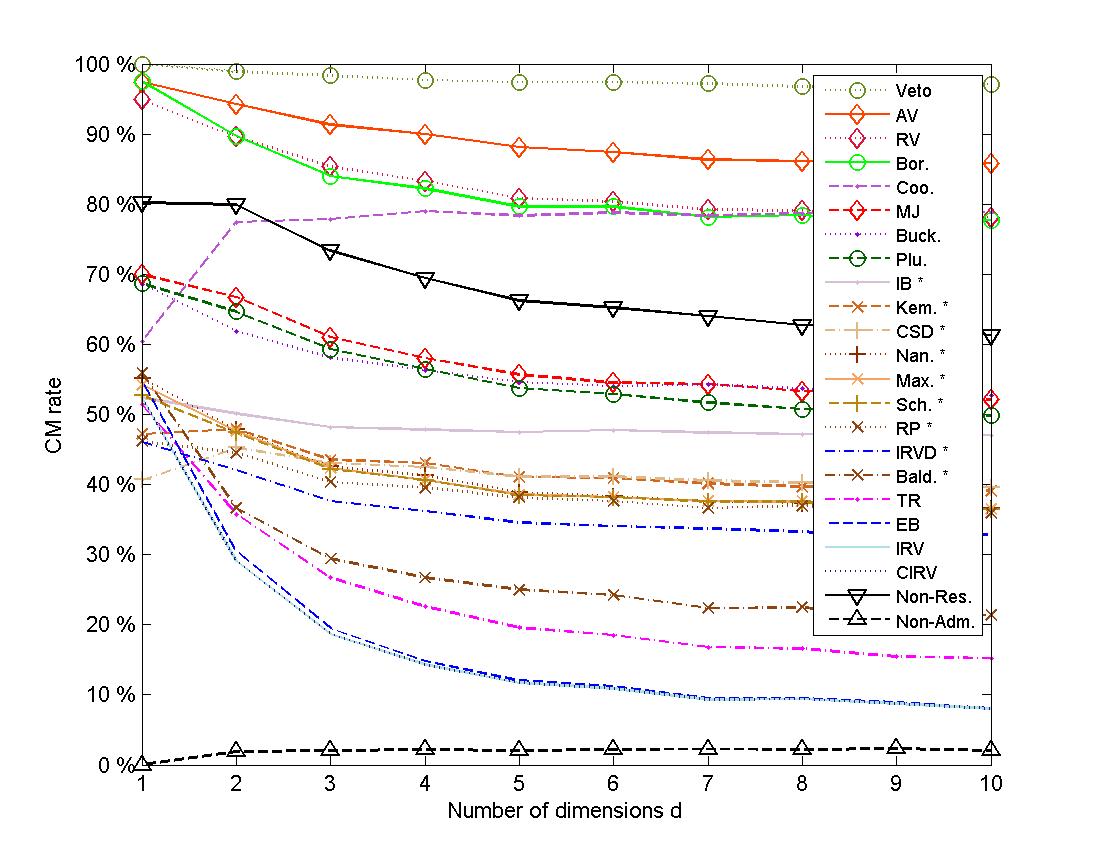 100 %
90 %
80 %
70 %
60 %
50 %
40 %
30 %
20 %
10 %
0 %
CM rate
1 2 3 4 5 6 7 8 9 10
Number of dimensions d
Veto
AV
RV
Bor.
Coo.
MJ
Buck.
Plu.
IB *
Kem. *
CSD *
Nan. *
Max. *
Sch. *
RP *
IRVD *
Bald. *
TR
EB
IRV
CIRV
Non-Res.
Non-Adm.